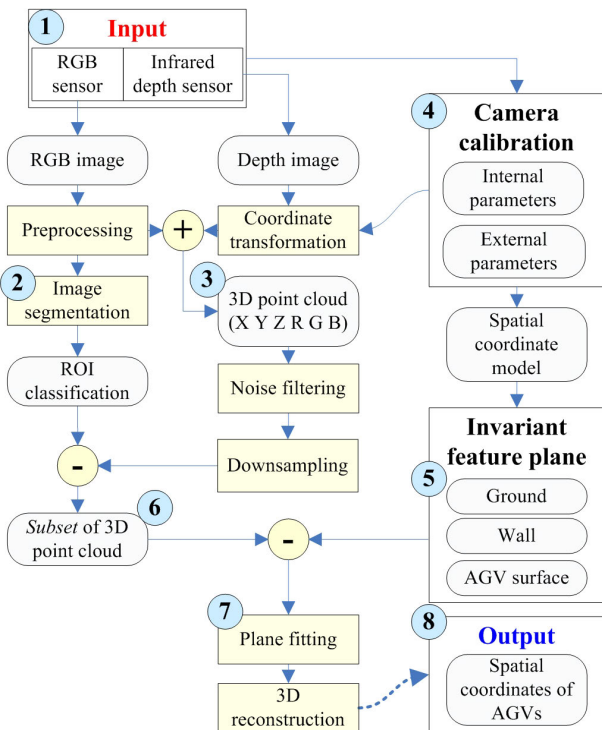 1
Input
RGB
sensor
Infrared
depth sensor
4
Camera
calibration
RGB image
Depth image
Internal
parameters
Preprocessing
+
Coordinate
transformation
External
parameters
2
Image
segmentation
3
3D point cloud
(X Y Z R G B)
Spatial
coordinate
model
ROI
classification
Noise filtering
Invariant
feature plane
-
Downsampling
5
Ground
6
Subset of 3D
point cloud
-
Wall
AGV surface
7
Plane fitting
8
Output
3D
reconstruction
Spatial
coordinates of
AGVs